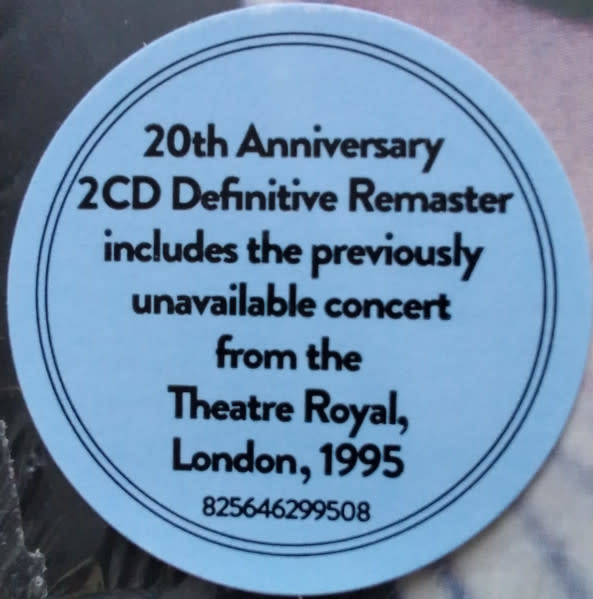 20th Anniversary
2CD Definitive Remaster
includes the previously
unavailable concert
from the
Theatre Royal,
London, 1995
825646299508